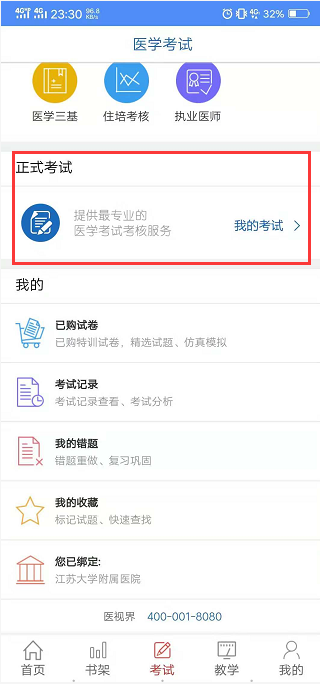 4G 4G 23:30 96.8 KB/s 4G 32%
医学考试
医学三基 住培考核 执业医师
正式考试
提供最专业的
医学考试考核服务
我的考试
我的
已购试卷
已购特训试卷，精选试题、仿真模拟
考试记录
考试记录查看、考试分析
我的错题
错题重做、复习巩固
我的收藏
标记试题、快速查找
您已绑定:
江苏大学附属医院
医视界 400-001-8080
首页 书架 考试 教学 我的